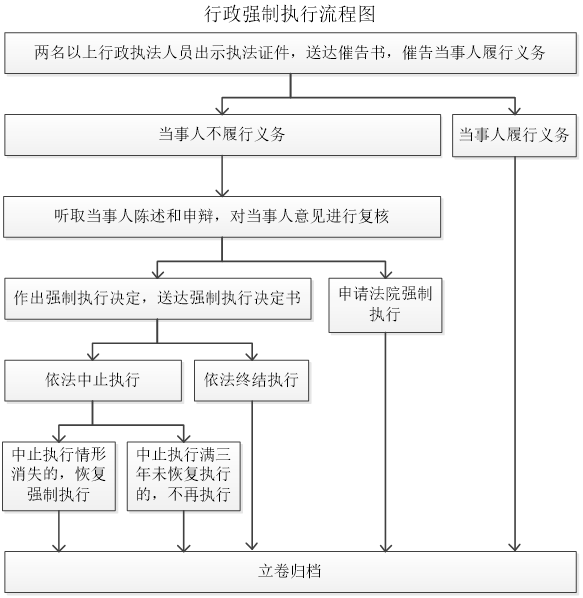 行政强制执行流程图
两名以上行政执法人员出示执法证件，送达催告书，催告当事人履行义务
当事人不履行义务
当事人履行义务
听取当事人陈述和申辩，对当事人意见进行复核
作出强制执行决定，送达强制执行决定书
申请法院强制
执行
依法中止执行
依法终结执行
中止执行情形
消失的，恢复
强制执行
中止执行满三
年未恢复执行
的，不再执行
立卷归档